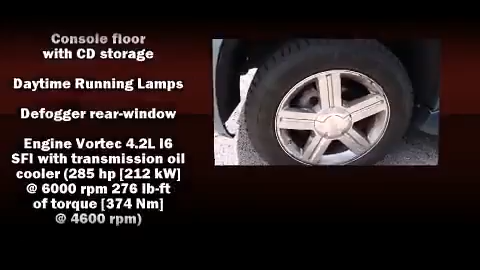 Console floor
with CD storage
Daytime Running Lamps
Defogger rear-window
Engine Vortec 4.2L I6
SFI with transmission oil
cooler (285 hp [212 kW]
@ 6000 rpm 276 lb-ft
of torque [374 Nm]
@ 4600 rpm)